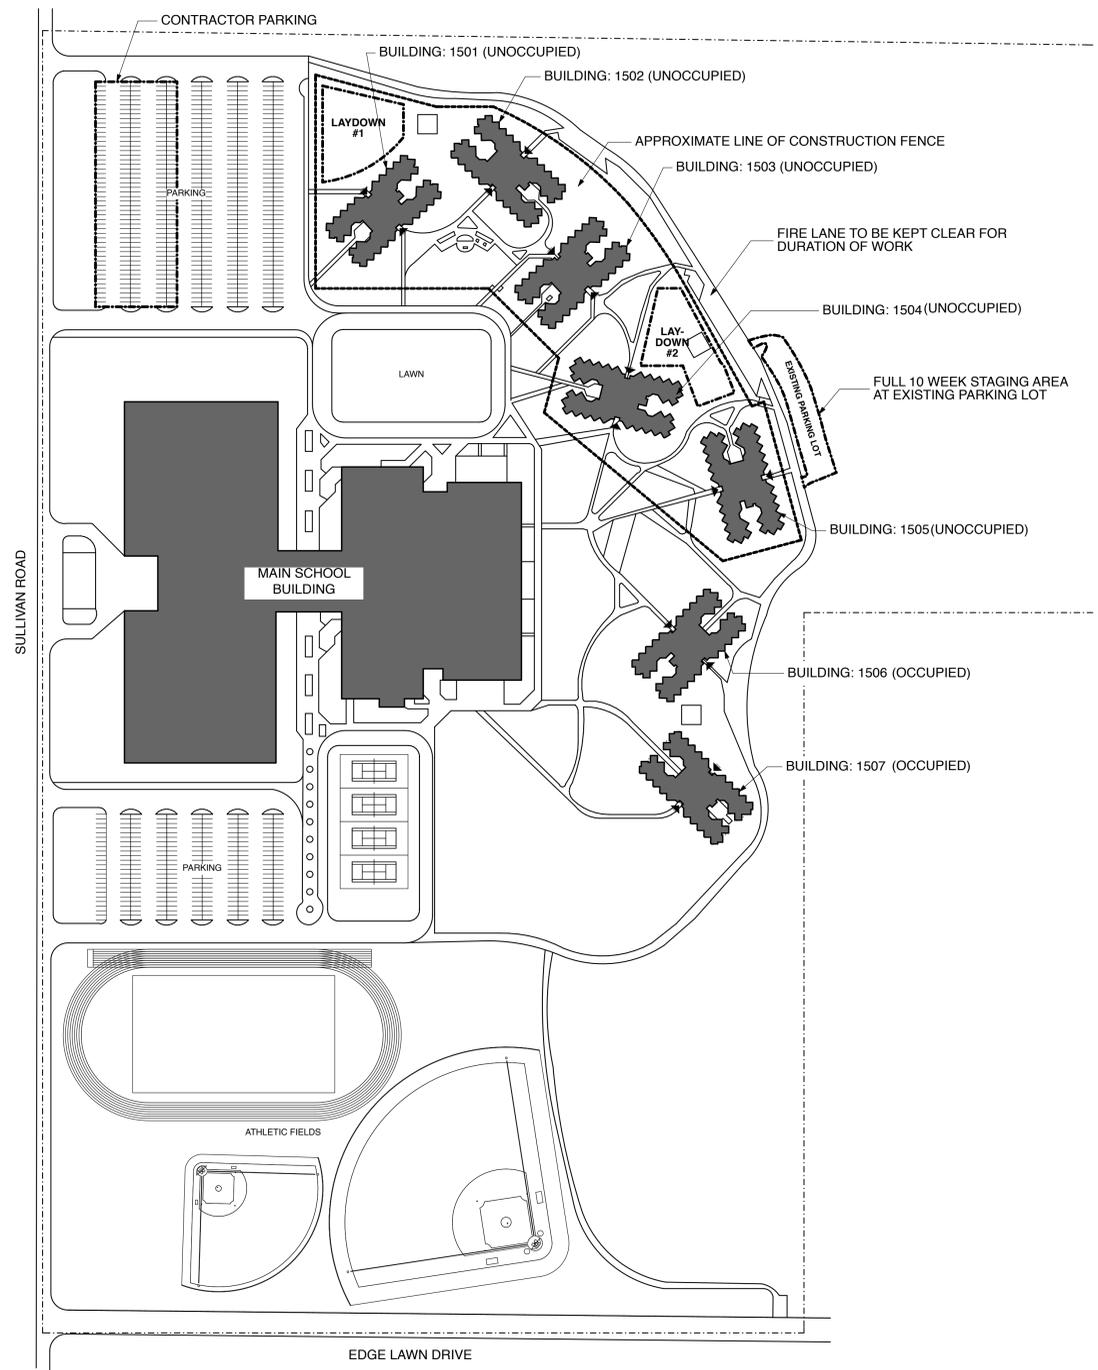 CONTRACTOR PARKING
BUILDING: 1501 (UNOCCUPIED)
BUILDING: 1502 (UNOCCUPIED)
LAYDOWN
#1
APPROXIMATE LINE OF CONSTRUCTION FENCE
BUILDING: 1503 (UNOCCUPIED)
PARKING
FIRE LANE TO BE KEPT CLEAR FOR
DURATION OF WORK
BUILDING: 1504 (UNOCCUPIED)
LAY-
DOWN
#2
LAWN
EXISTING PARKING LOT
FULL 10 WEEK STAGING AREA
AT EXISTING PARKING LOT
BUILDING: 1505 (UNOCCUPIED)
SULLIVAN ROAD
MAIN SCHOOL
BUILDING
BUILDING: 1506 (OCCUPIED)
BUILDING: 1507 (OCCUPIED)
PARKING
ATHLETIC FIELDS
EDGE LAWN DRIVE